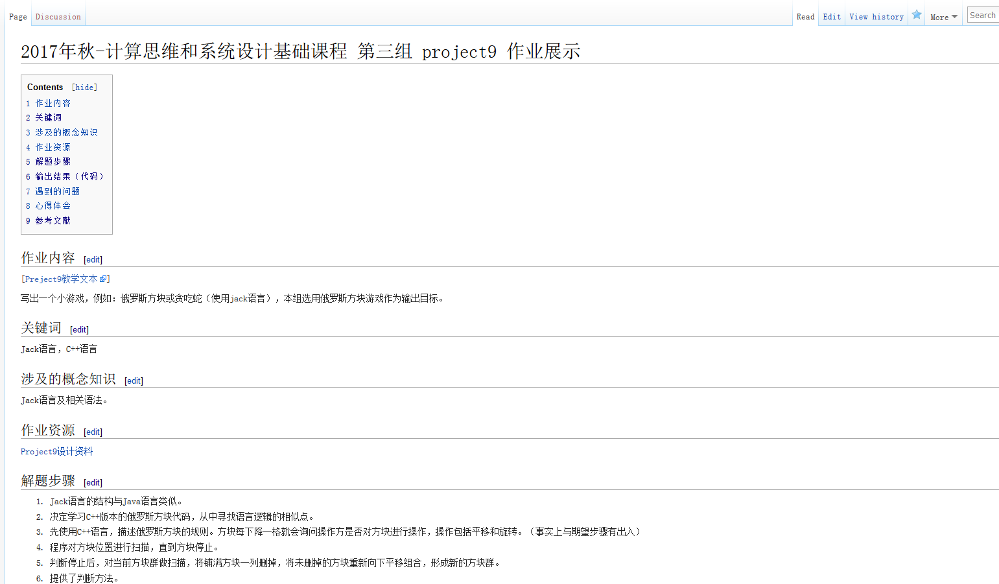 Page Discussion Read Edit View history More Search
2017年秋-计算思维和系统设计基础课程 第三组 project9 作业展示
Contents [hide]
1 作业内容
2 关键词
3 涉及的概念知识
4 作业资源
5 解题步骤
6 输出结果（代码）
7 遇到的问题
8 心得体会
9 参考文献
作业内容 [edit]
[Preject9教学文本]
写出一个小游戏，例如：俄罗斯方块或贪吃蛇（使用jack语言），本组选用俄罗斯方块游戏作为输出目标。
关键词 [edit]
Jack语言，C++语言
涉及的概念知识 [edit]
Jack语言及相关语法。
作业资源 [edit]
Project9设计资料
解题步骤 [edit]
1. Jack语言的结构与Java语言类似。
2. 决定学习C++版本的俄罗斯方块代码，从中寻找语言逻辑的相似点。
3. 先使用C++语言，描述俄罗斯方块的规则。方块每下降一格就会询问操作方是否对方块进行操作，操作包括平移和旋转。（事实上与期望步骤有出入）
4. 程序对方块位置进行扫描，直到方块停止。
5. 判断停止后，对当前方块群做扫描，将铺满方块一列删掉，将未删掉的方块重新向下平移组合，形成新的方块群。
6. 提供了判断方法。